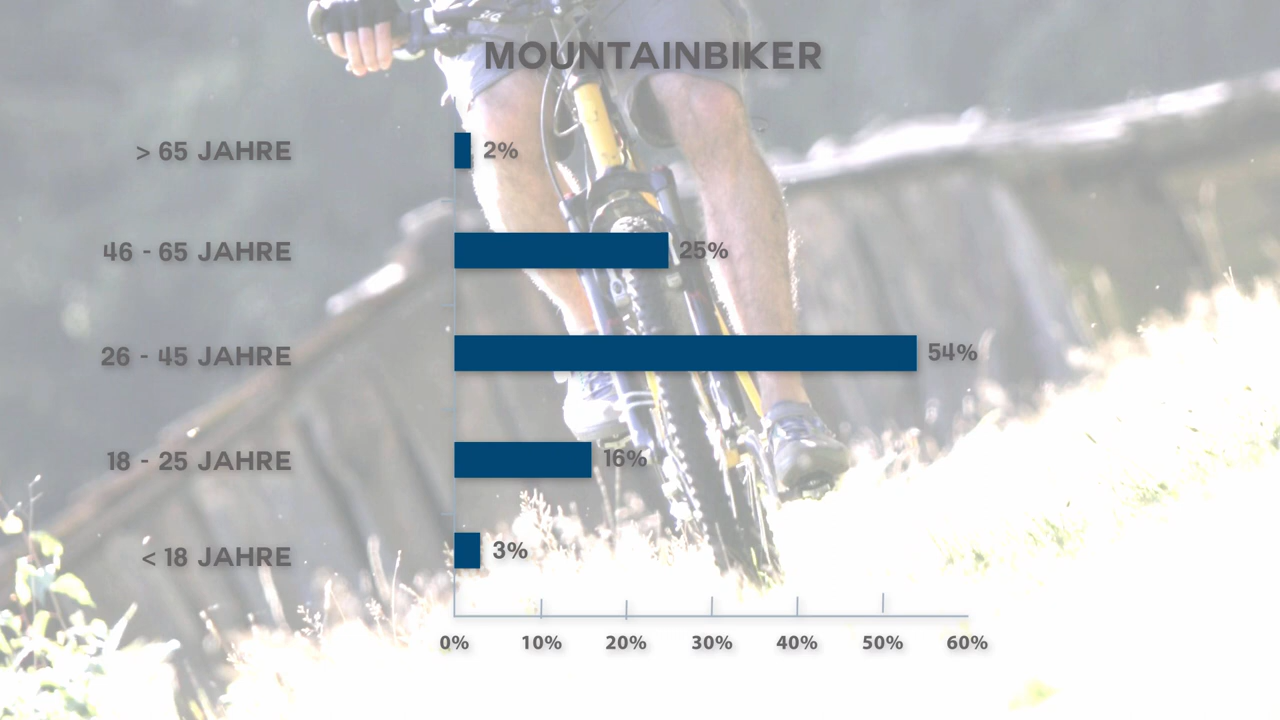 MOUNTAINBIKER
> 65 JAHRE 2%
46 - 65 JAHRE 25%
26 - 45 JAHRE 54%
18 - 25 JAHRE 16%
< 18 JAHRE 3%
0% 10% 20% 30% 40% 50% 60%